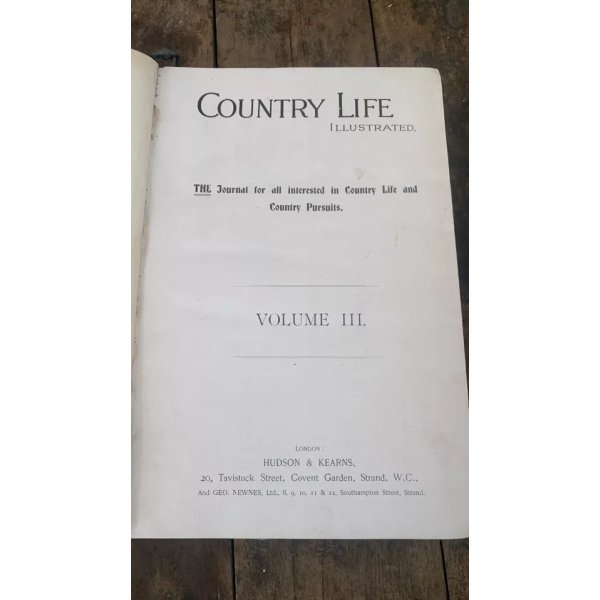 COUNTRY LIFE
ILLUSTRATED.
THE Journal for all interested in Country Life and
Country Pursuits.
VOLUME III.
LONDON:
HUDSON & KEARNS,
20, Tavistock Street, Covent Garden, Strand, W.C.,
And GEO. NEWNES, Ltd., 8, 9, 10, 11 & 12, Southampton Street, Strand.